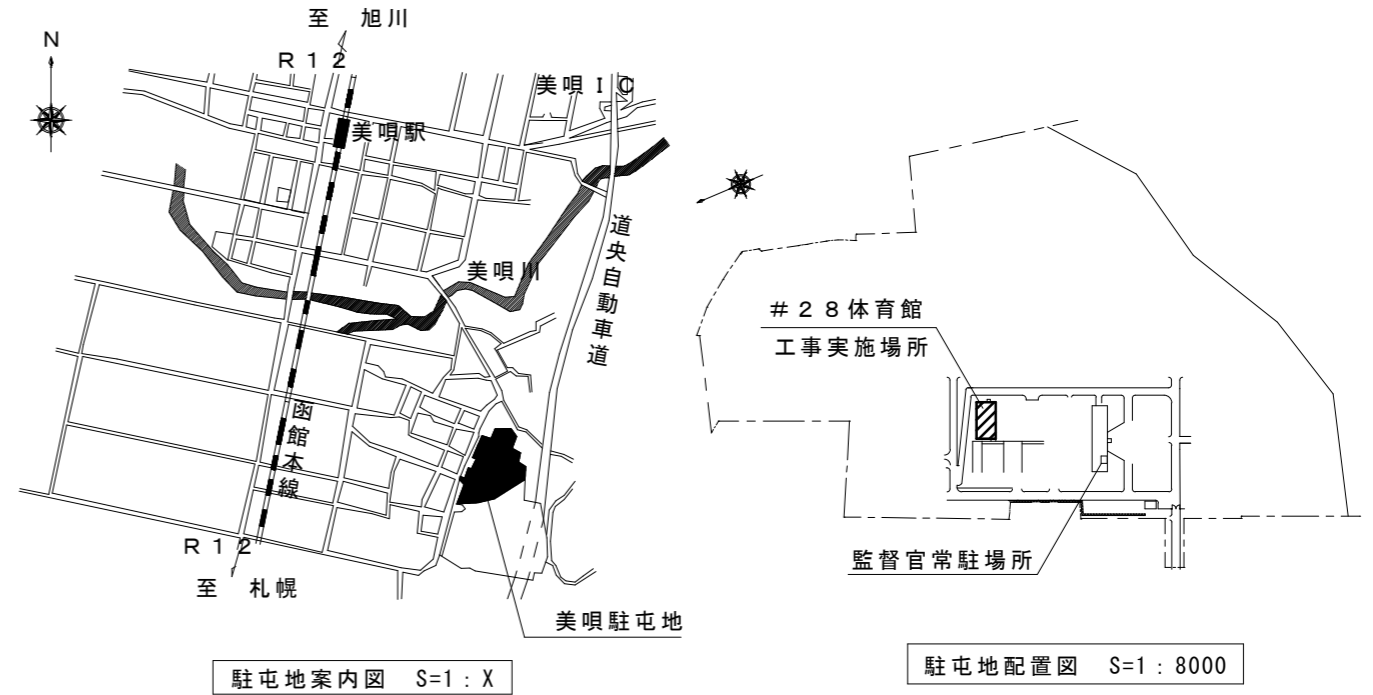 至　旭川
N
Ｒ１２
美唄ＩＣ
美唄駅
道央自動車道
美唄川
函館本線
Ｒ１２
至　札幌
美唄駐屯地
駐屯地案内図　S=1：X
＃２８体育館
工事実施場所
監督官常駐場所
駐屯地配置図　S=1：8000